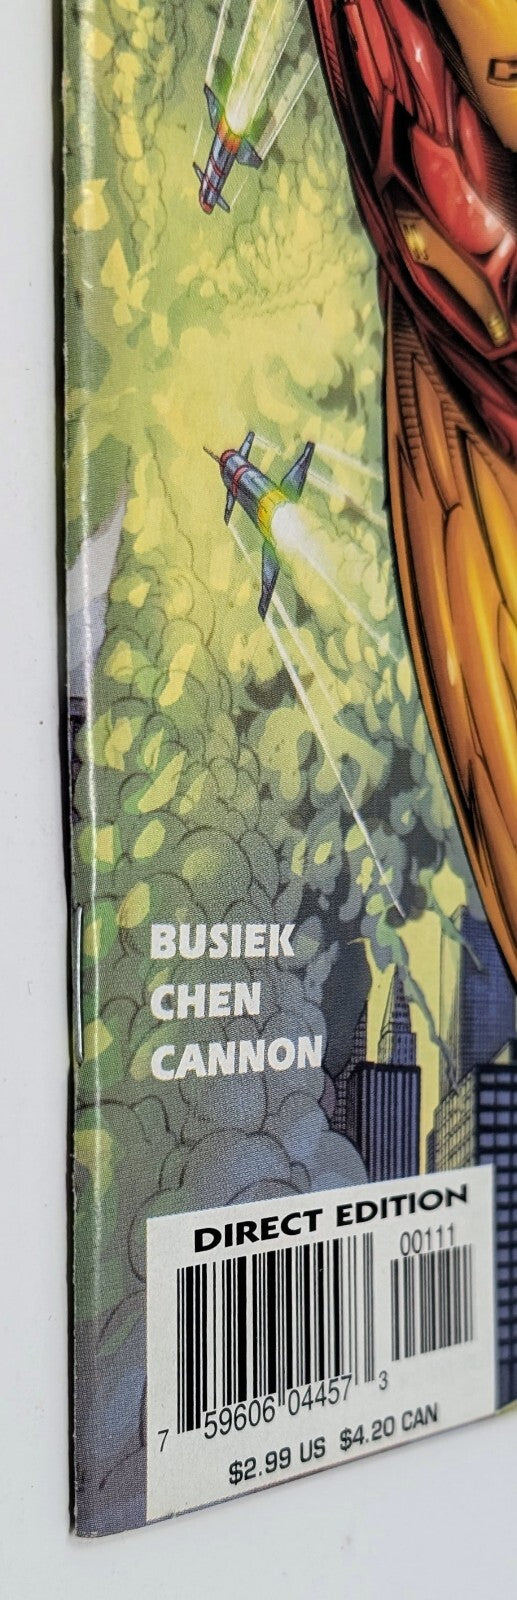 BUSIEK
CHEN
CANNON
DIRECT EDITION
00111
7 59606 04457 3
$2.99 US $4.20 CAN